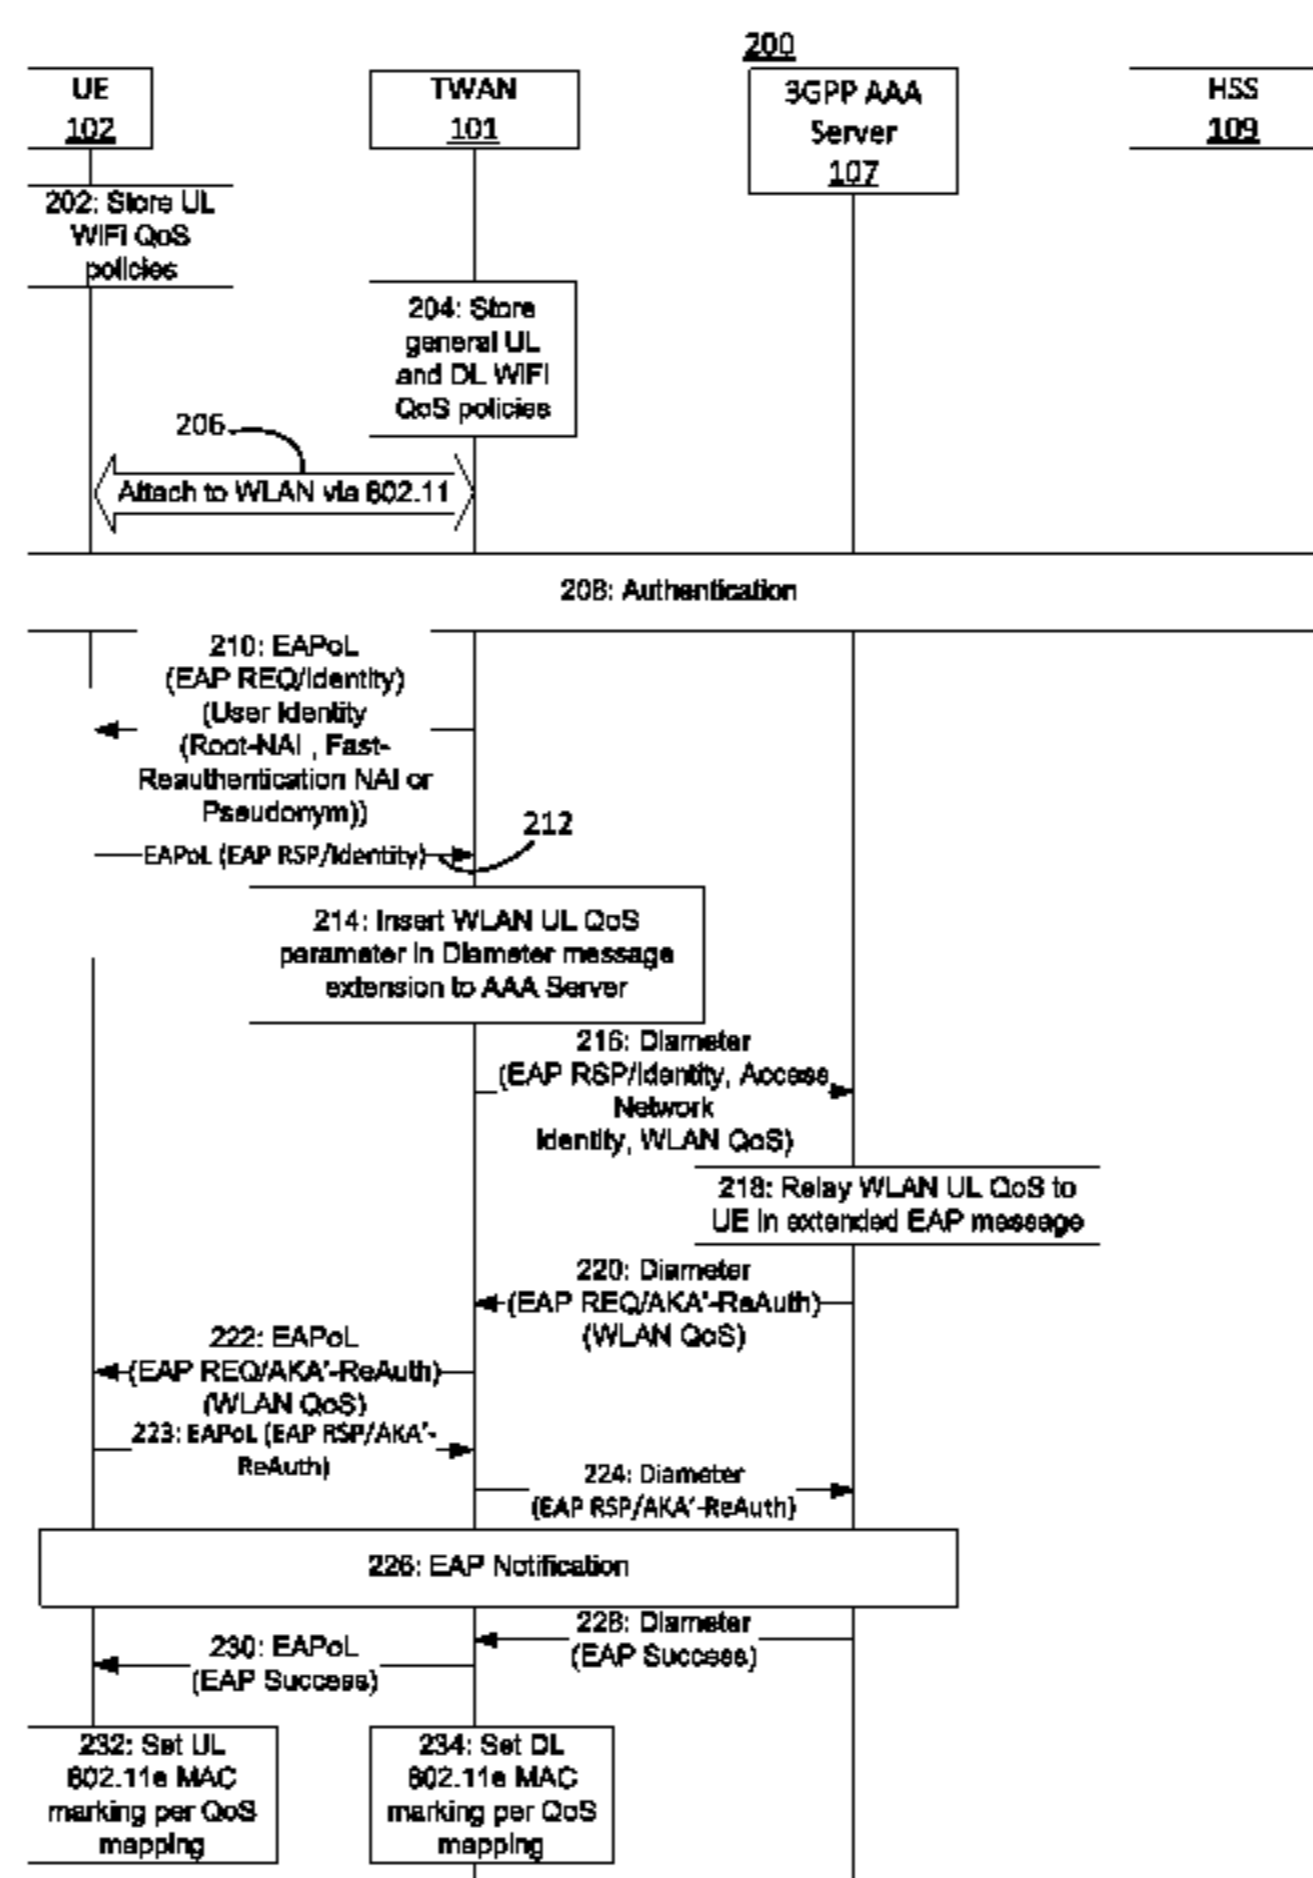 200
UE
102
TWAN
101
3GPP AAA
Server
107
HSS
109
202: Store UL
WIFI QoS
policies
204: Store
general UL
and DL WIFI
QoS policies
206
Attach to WLAN via 802.11
208: Authentication
210: EAPoL
(EAP REQ/Identity)
(User Identity
(Root-NAI , Fast-
Reauthentication NAI or
Pseudonym))
212
EAPoL (EAP RSP/Identity)
214: Insert WLAN UL QoS
parameter in Diameter message
extension to AAA Server
216: Diameter
(EAP RSP/Identity, Access
Network
Identity, WLAN QoS)
218: Relay WLAN UL QoS to
UE in extended EAP message
220: Diameter
(EAP REQ/AKA'-ReAuth)
(WLAN QoS)
222: EAPoL
(EAP REQ/AKA'-ReAuth)
(WLAN QoS)
223: EAPoL (EAP RSP/AKA'-
ReAuth)
224: Diameter
(EAP RSP/AKA'-ReAuth)
226: EAP Notification
228: Diameter
(EAP Success)
230: EAPoL
(EAP Success)
232: Set UL
802.11e MAC
marking per QoS
mapping
234: Set DL
802.11e MAC
marking per QoS
mapping